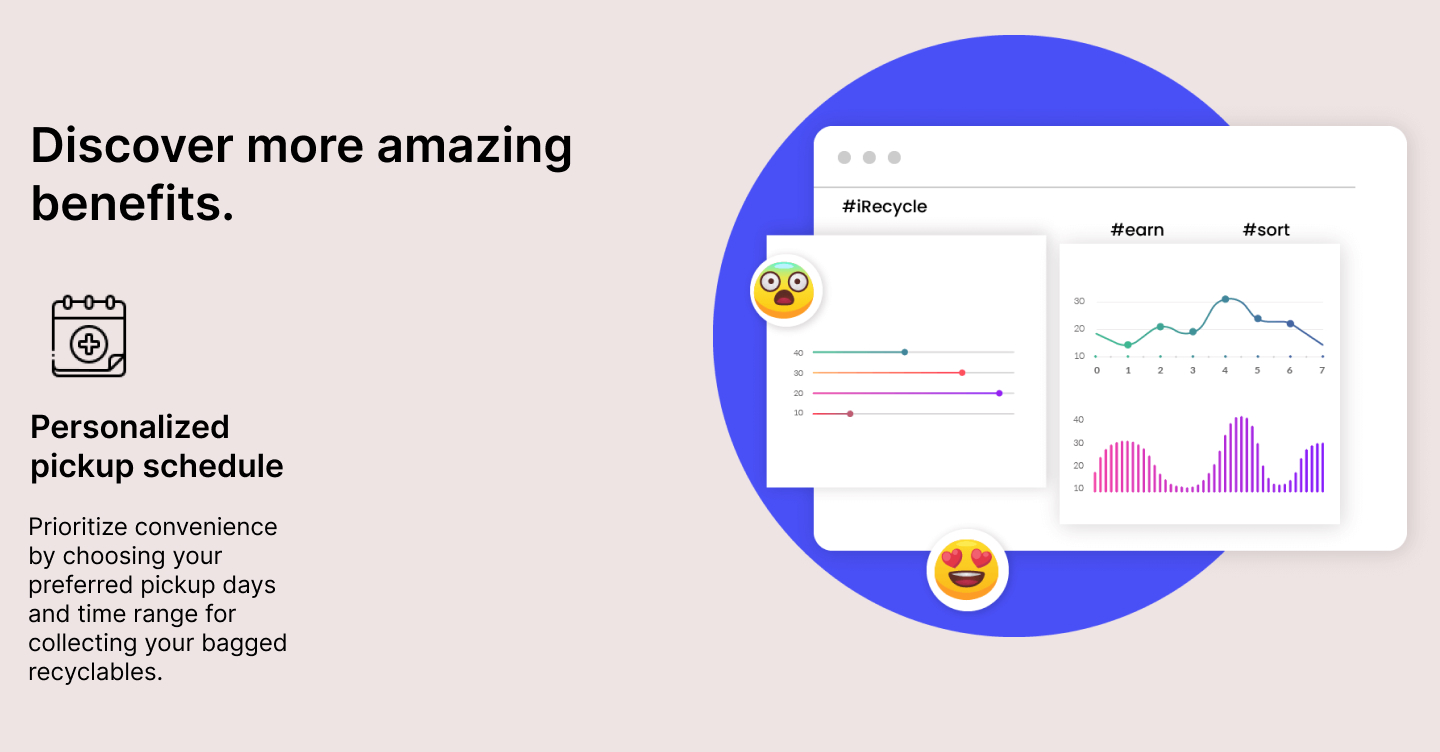 Discover more amazing
benefits.
Personalized
pickup schedule
Prioritize convenience
by choosing your
preferred pickup days
and time range for
collecting your bagged
recyclables.
#iRecycle
#earn #sort
40
30
20
10
30
20
10
0 1 2 3 4 5 6 7
40
30
20
10